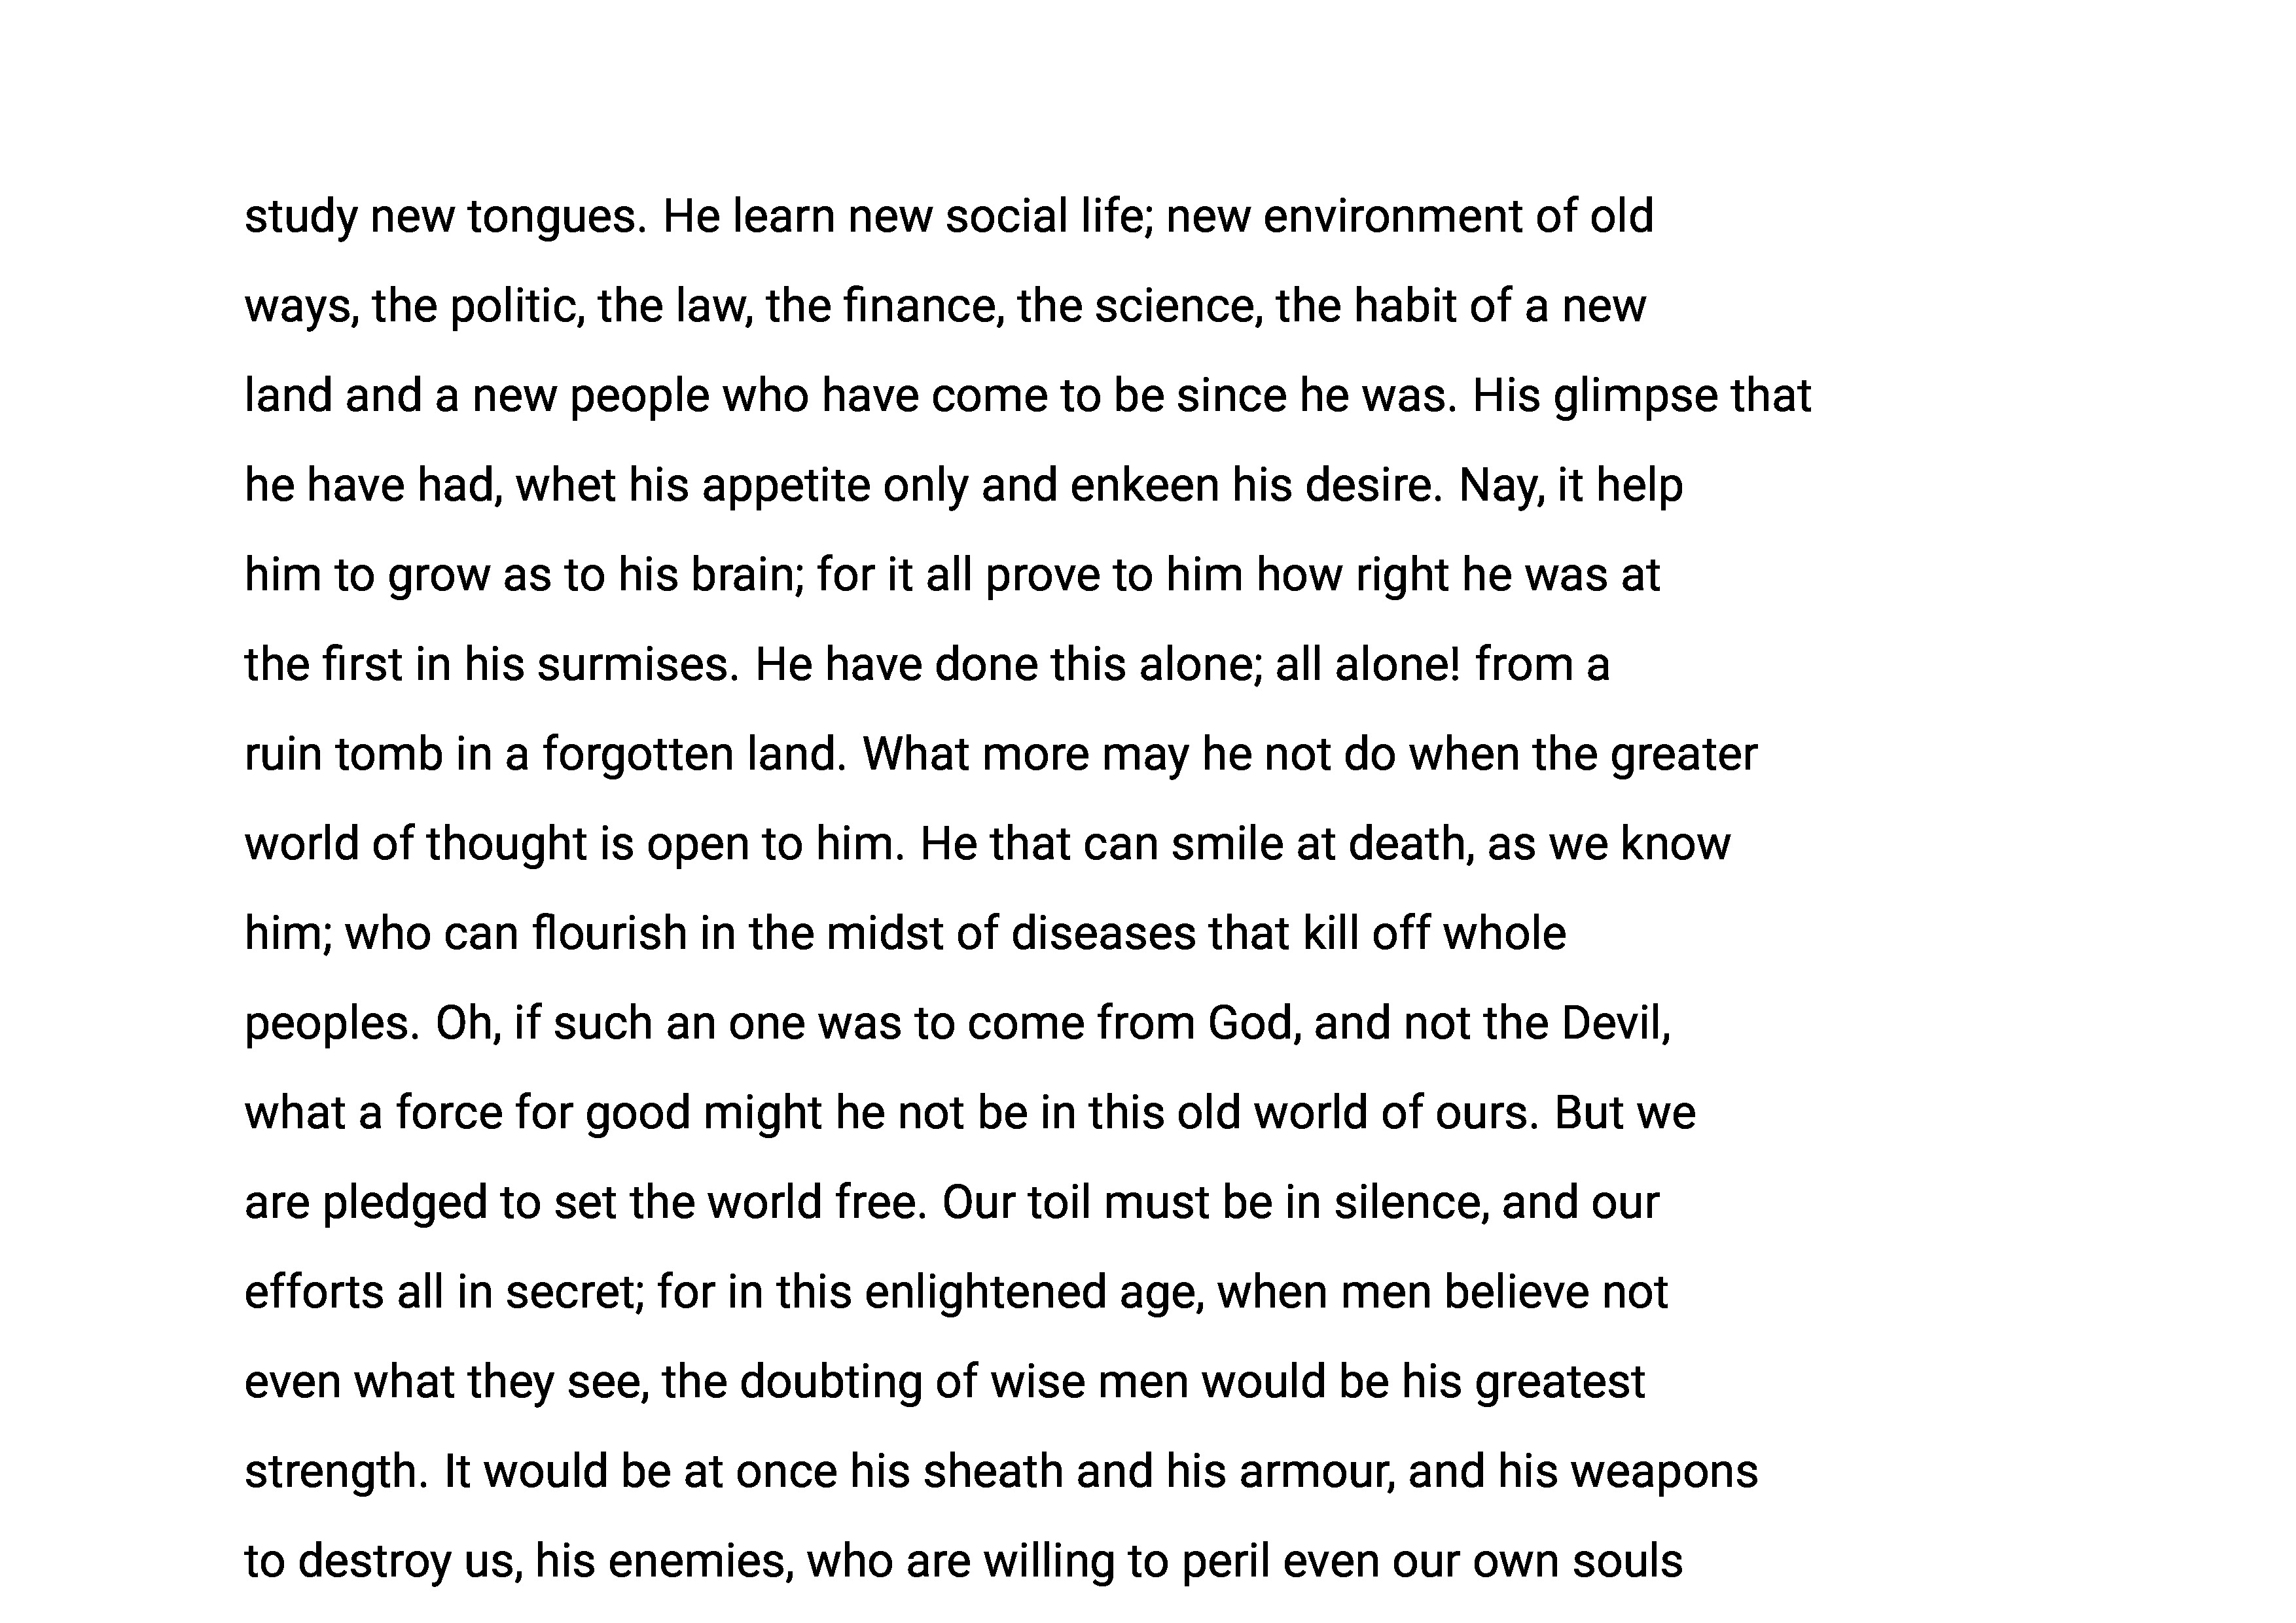 study new tongues. He learn new social life; new environment of old
ways, the politic, the law, the finance, the science, the habit of a new
land and a new people who have come to be since he was. His glimpse that
he have had, whet his appetite only and enkeen his desire. Nay, it help
him to grow as to his brain; for it all prove to him how right he was at
the first in his surmises. He have done this alone; all alone! from a
ruin tomb in a forgotten land. What more may he not do when the greater
world of thought is open to him. He that can smile at death, as we know
him; who can flourish in the midst of diseases that kill off whole
peoples. Oh, if such an one was to come from God, and not the Devil,
what a force for good might he not be in this old world of ours. But we
are pledged to set the world free. Our toil must be in silence, and our
efforts all in secret; for in this enlightened age, when men believe not
even what they see, the doubting of wise men would be his greatest
strength. It would be at once his sheath and his armour, and his weapons
to destroy us, his enemies, who are willing to peril even our own souls